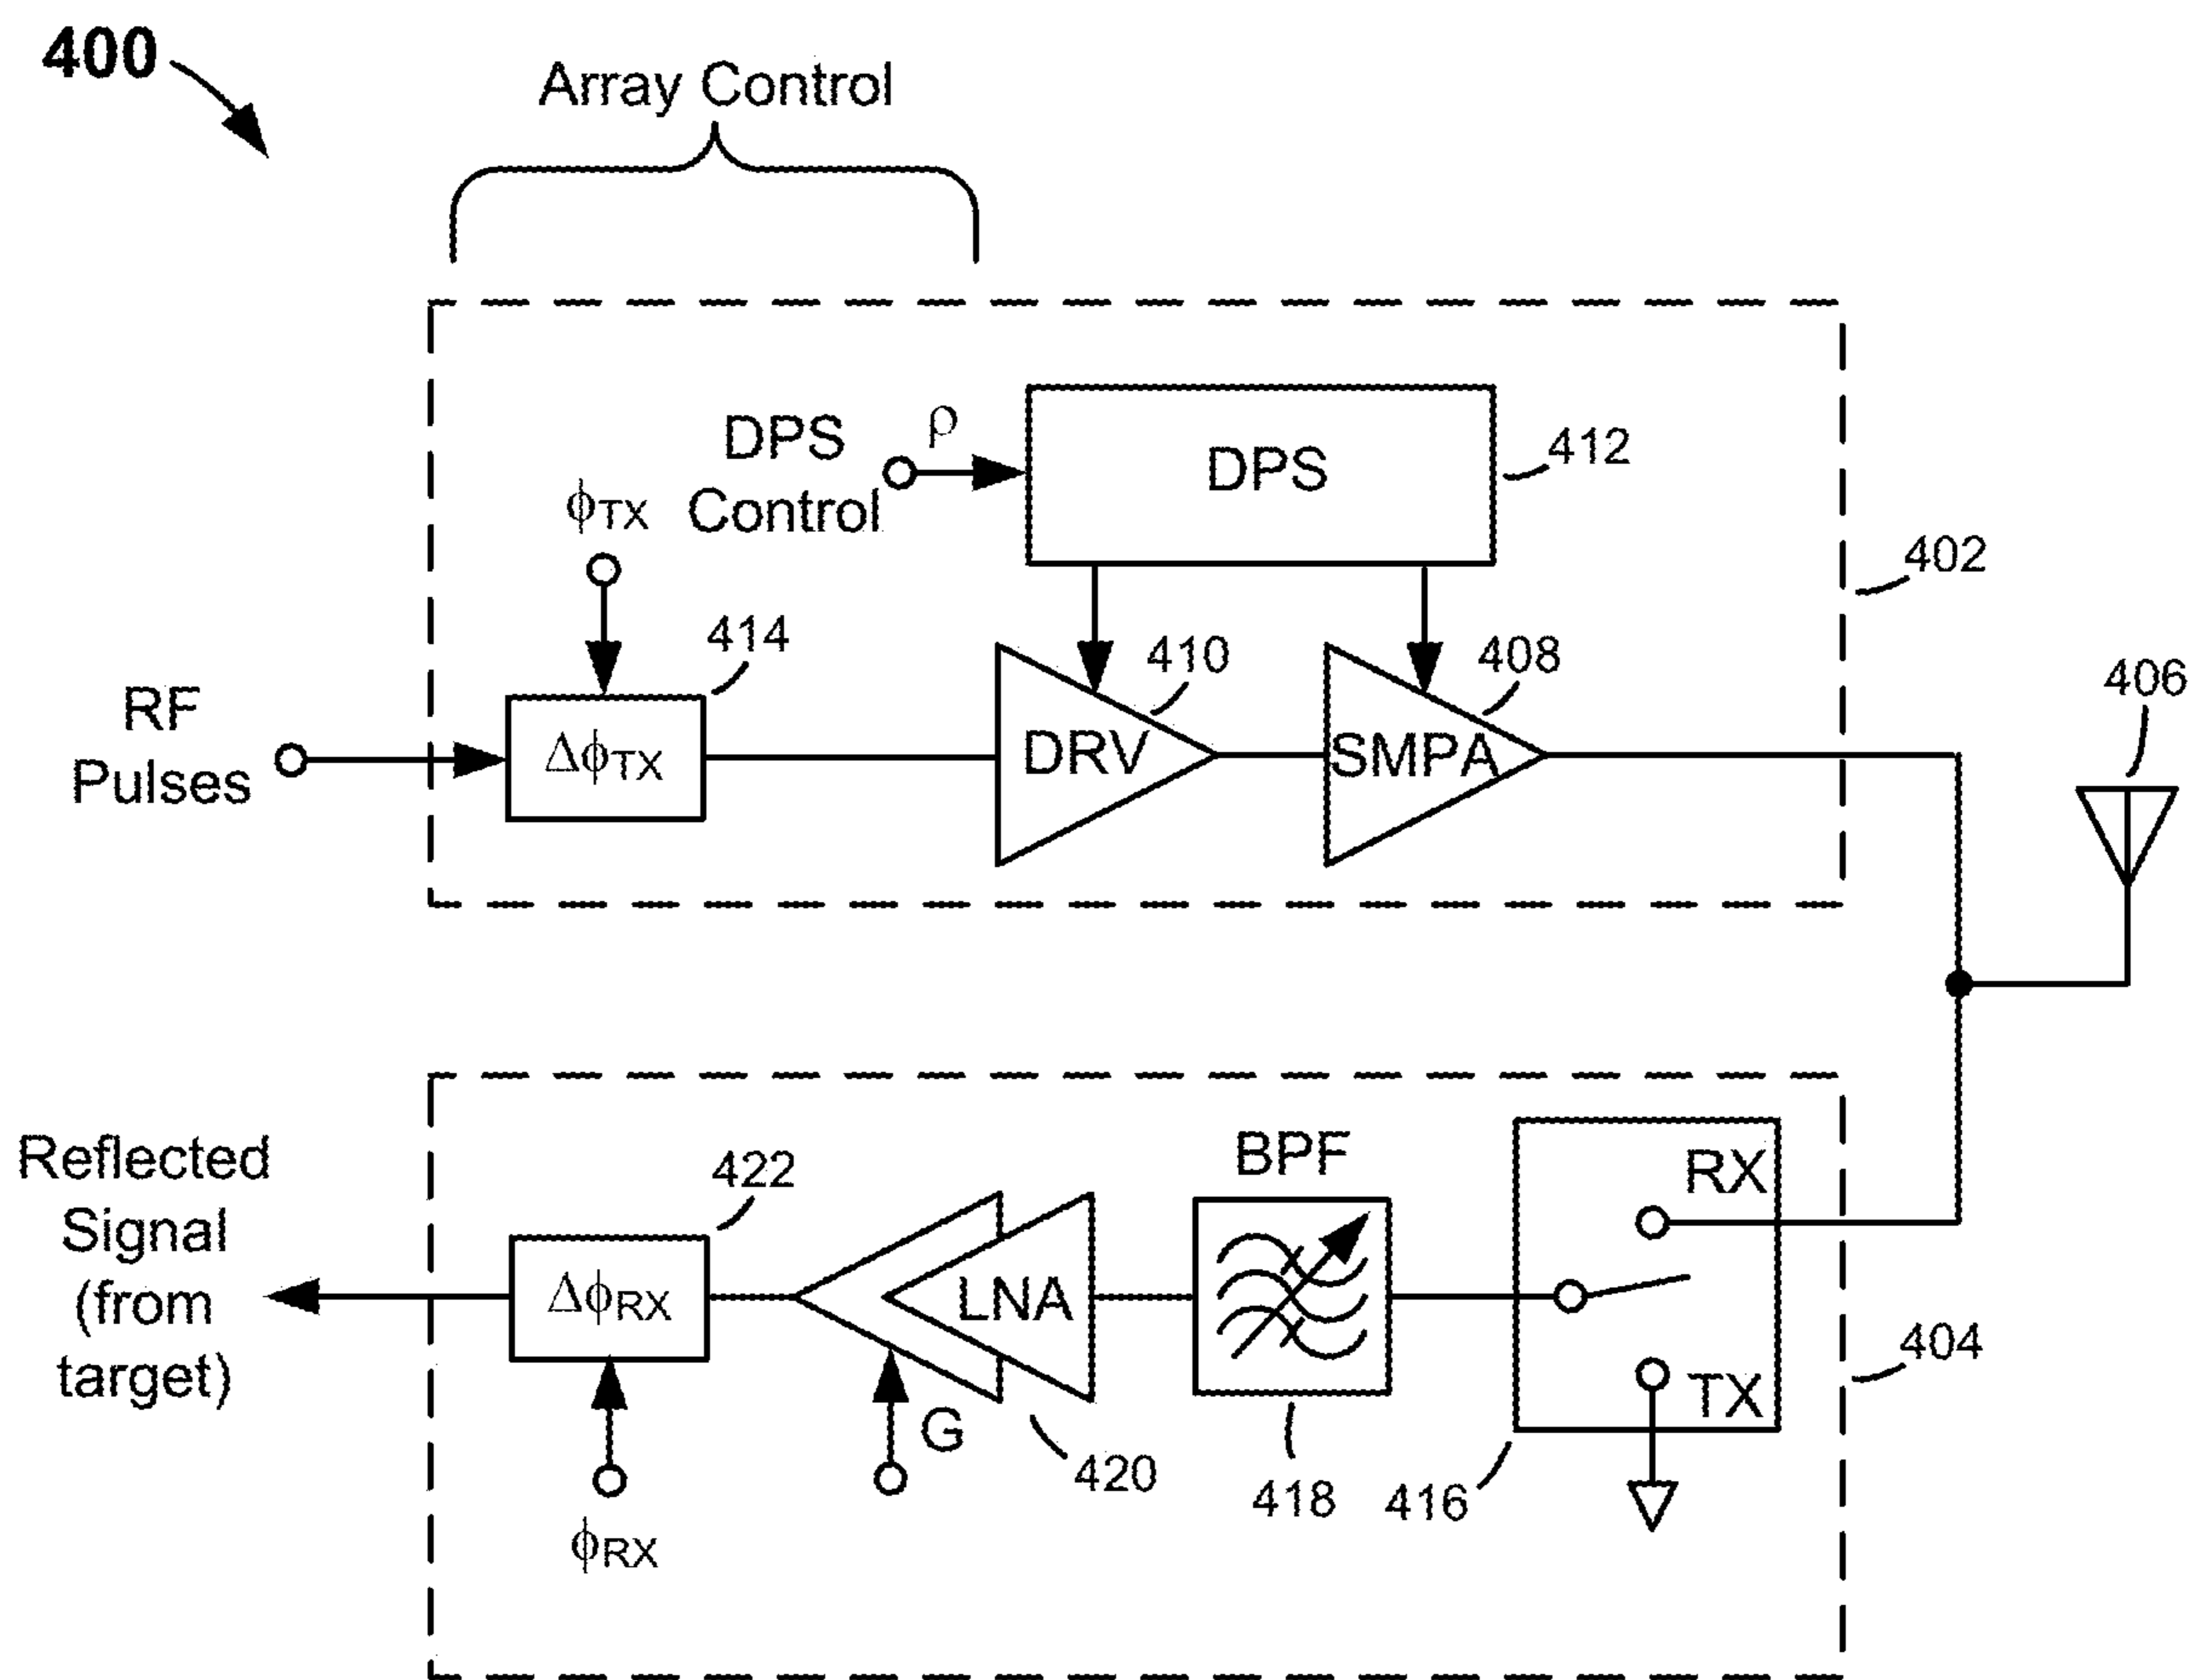 400
Array Control
DPS
Control
ρ
DPS
412
ϕTX
402
414
410
408
406
RF
Pulses
ΔϕTX
DRV
SMPA
Reflected
Signal
(from
target)
422
BPF
RX
ΔϕRX
LNA
404
TX
G
420
418
416
ϕRX